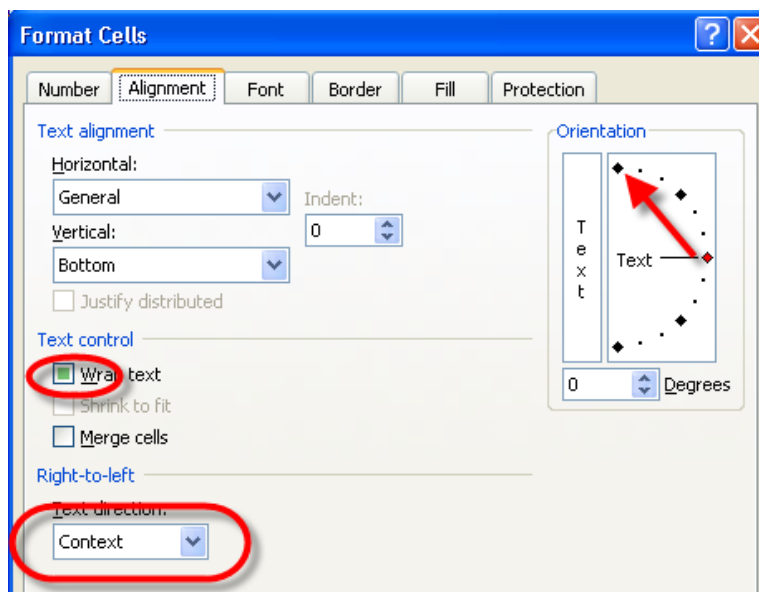 Format Cells
?
Number Alignment Font Border Fill Protection
Text alignment
Horizontal:
General
Indent:
0
Vertical:
Bottom
Justify distributed
Text control
Wrap text
Shrink to fit
Merge cells
Right-to-left
Text direction:
Context
Orientation
T
e
x
t
Text
0 Degrees